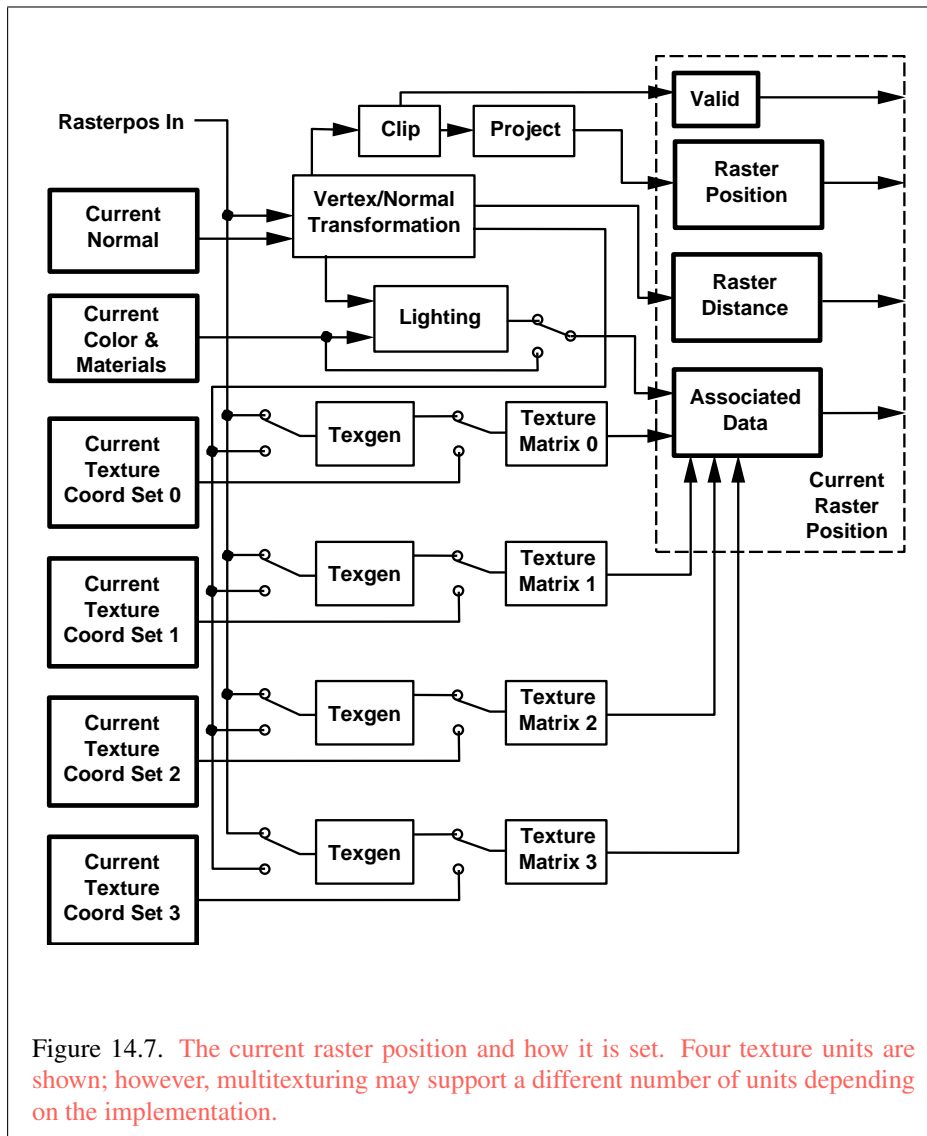 Rasterpos In
Clip
Project
Valid
Vertex/Normal
Transformation
Raster
Position
Current
Normal
Raster
Distance
Current
Color &
Materials
Lighting
Associated
Data
Current
Texture
Coord Set 0
Texgen
Texture
Matrix 0
Current
Raster
Position
Current
Texture
Coord Set 1
Texgen
Texture
Matrix 1
Current
Texture
Coord Set 2
Texgen
Texture
Matrix 2
Current
Texture
Coord Set 3
Texgen
Texture
Matrix 3
Figure 14.7. The current raster position and how it is set. Four texture units are
shown; however, multitexturing may support a different number of units depending
on the implementation.